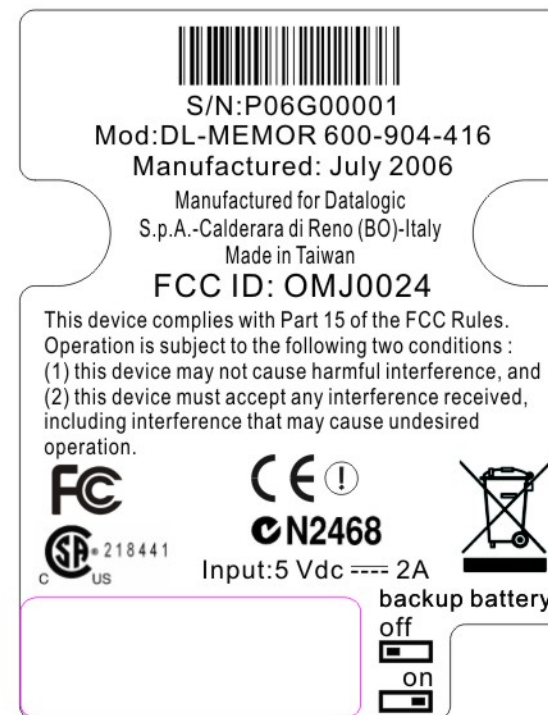 S/N:P06G00001
Mod:DL-MEMOR 600-904-416
Manufactured: July 2006
Manufactured for Datalogic
S.p.A.-Calderara di Reno (BO)-Italy
Made in Taiwan
FCC ID: OMJ0024
This device complies with Part 15 of the FCC Rules.
Operation is subject to the following two conditions :
(1) this device may not cause harmful interference, and
(2) this device must accept any interference received,
including interference that may cause undesired
operation.
FC CE !
N2468
C SA ® 218441 US
Input:5 Vdc 2A
backup battery
off
on